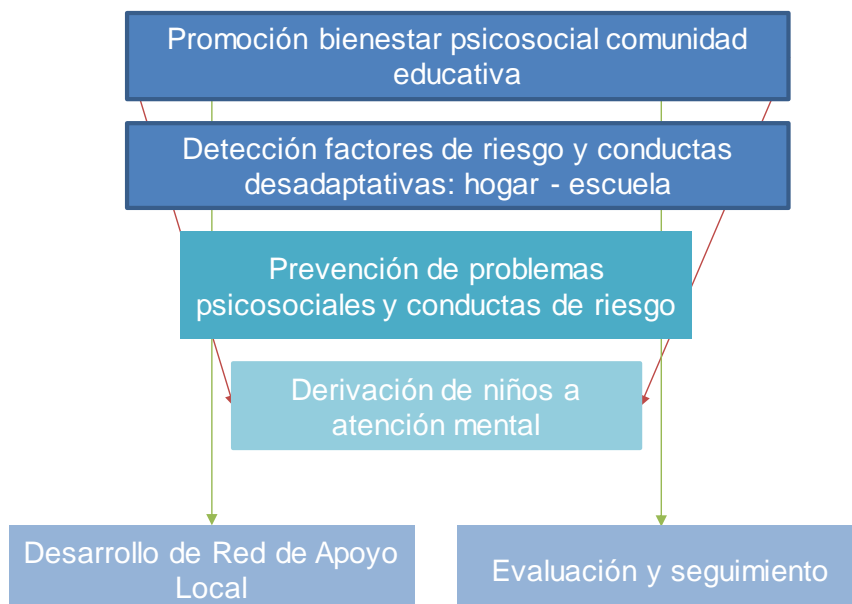 Promoción bienestar psicosocial comunidad
educativa
Detección factores de riesgo y conductas
desadaptativas: hogar - escuela
Prevención de problemas
psicosociales y conductas de riesgo
Derivación de niños a
atención mental
Desarrollo de Red de Apoyo
Local
Evaluación y seguimiento